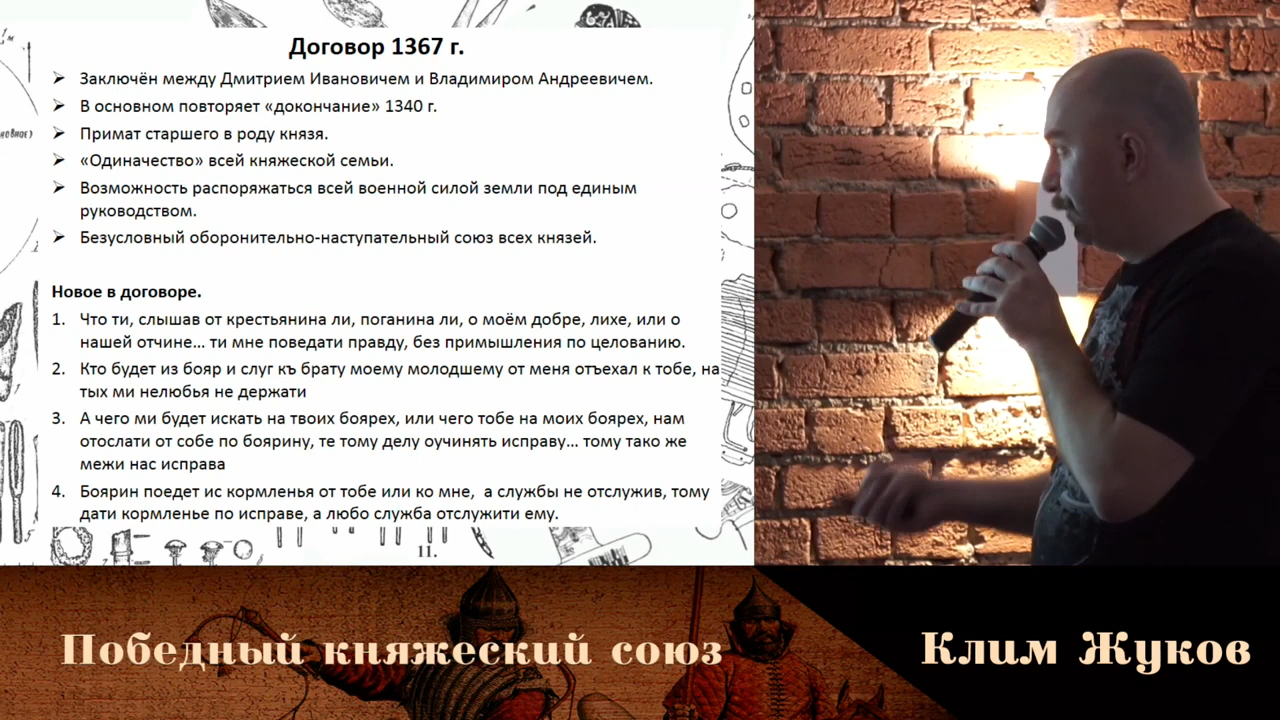 Договор 1367 г.
➢ Заключён между Дмитрием Ивановичем и Владимиром Андреевичем.
➢ В основном повторяет «докончание» 1340 г.
➢ Примат старшего в роду князя.
➢ «Одиначество» всей княжеской семьи.
➢ Возможность распоряжаться всей военной силой земли под единым
руководством.
➢ Безусловный оборонительно-наступательный союз всех князей.
Новое в договоре.
1. Что ти, слышав от крестьянина ли, поганина ли, о моём добре, лихе, или о
нашей отчине... ти мне поведати правду, без примышления по целованию.
2. Кто будет из бояр и слуг къ брату моему молодшему от меня отъехал к тобе, на
тых ми нелюбья не держати
3. А чего ми будет искать на твоих боярех, или чего тобе на моих боярех, нам
отослати от собе по боярину, те тому делу оучинять исправу... тому тако же
межи нас исправа
4. Боярин поедет ис кормленья от тобе или ко мне, а службы не отслужив, тому
дати кормленье по исправе, а любо служба отслужити ему.
11.
Победный княжеский союз
Клим Жуков